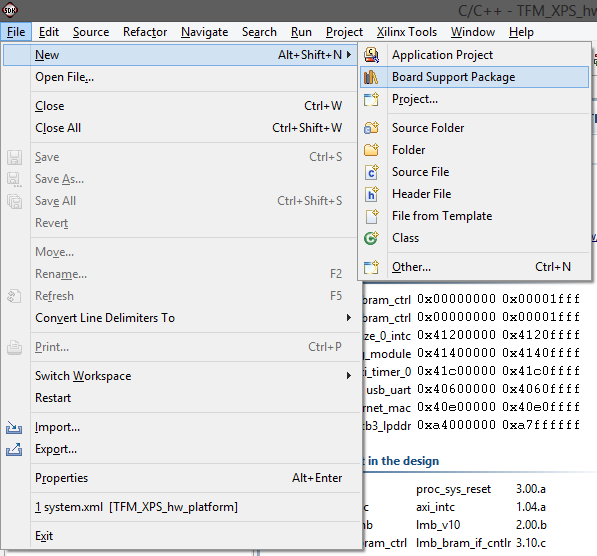 SDK
C/C++ - TFM_XPS_hw
File Edit Source Refactor Navigate Search Run Project Xilinx Tools Window Help
New Alt+Shift+N
Open File...
Close Ctrl+W
Close All Ctrl+Shift+W
Save Ctrl+S
Save As...
Save All Ctrl+Shift+S
Revert
Move...
Rename... F2
Refresh F5
Convert Line Delimiters To
Print... Ctrl+P
Switch Workspace
Restart
Import...
Export...
Properties Alt+Enter
1 system.xml [TFM_XPS_hw_platform]
Exit
Application Project
Board Support Package
Project...
Source Folder
Folder
Source File
Header File
File from Template
Class
Other... Ctrl+N
bram_ctrl 0x00000000 0x00001fff
bram_ctrl 0x00000000 0x00001fff
ze_0_intc 0x41200000 0x4120ffff
g_module 0x41400000 0x4140ffff
i_timer_0 0x41c00000 0x41c0ffff
usb_uart 0x40600000 0x4060ffff
rnet_mac 0x40e00000 0x40e0ffff
cb3_lpddr 0xa4000000 0xa7ffffff
t in the design
proc_sys_reset 3.00.a
c axi_intc 1.04.a
mb lmb_v10 2.00.b
ram_ctrl lmb_bram_if_cntlr 3.10.c